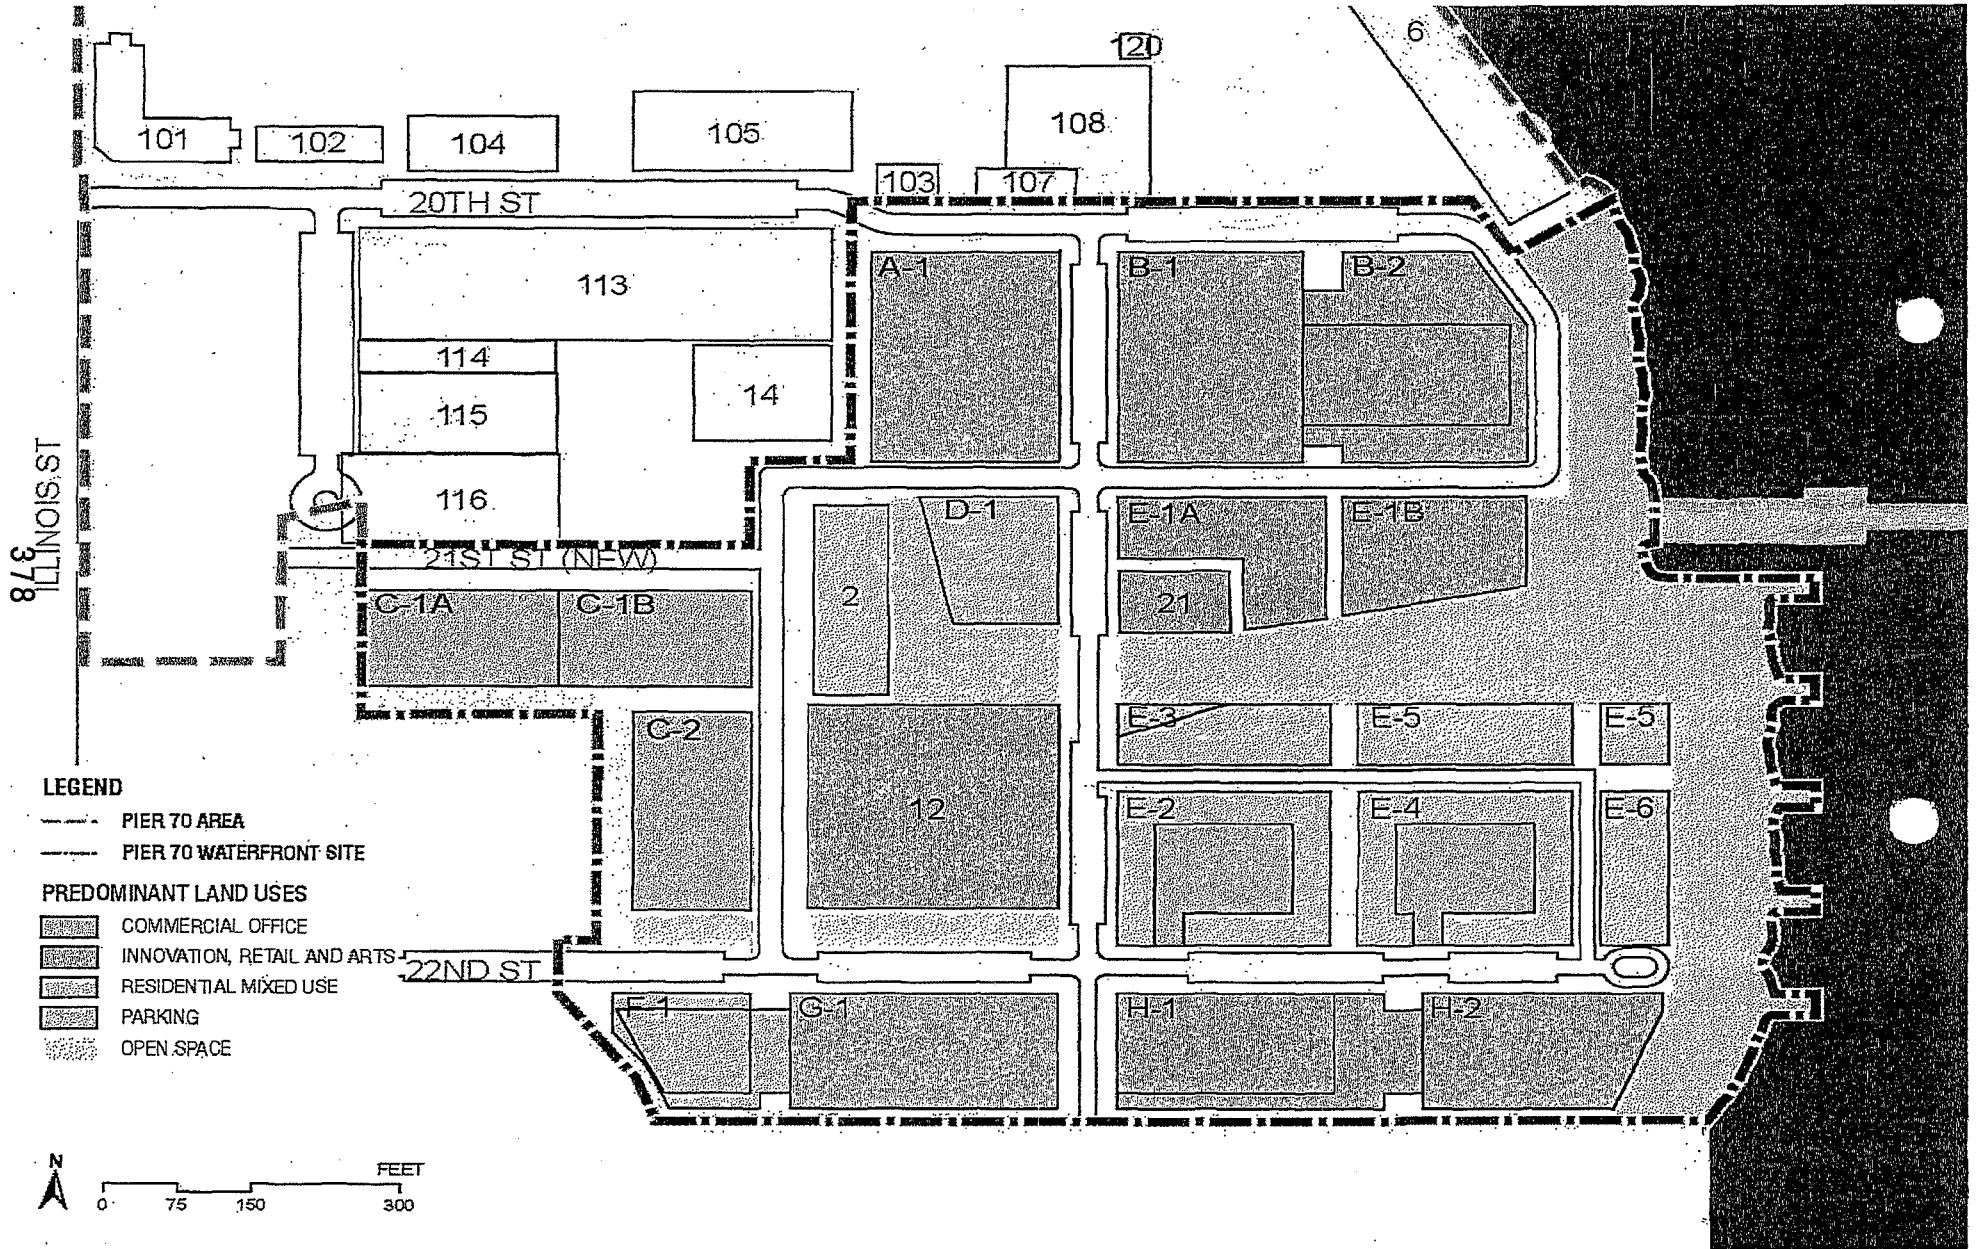 6
120
101
102
104
105
108
103
107
20TH ST
113
A-1
B-1
B-2
114
115
14
116
D-1
E-1A
E-1B
21ST ST (NEW)
ILLINOIS ST
378
C-1A
C-1B
2
21
C-2
E-3
E-5
E-5
12
E-2
E-4
E-6
LEGEND
PIER 70 AREA
PIER 70 WATERFRONT SITE
PREDOMINANT LAND USES
COMMERCIAL OFFICE
INNOVATION, RETAIL AND ARTS
RESIDENTIAL MIXED USE
PARKING
OPEN SPACE
22ND ST
F-1
G-1
H-1
H-2
N
FEET
0 75 150 300